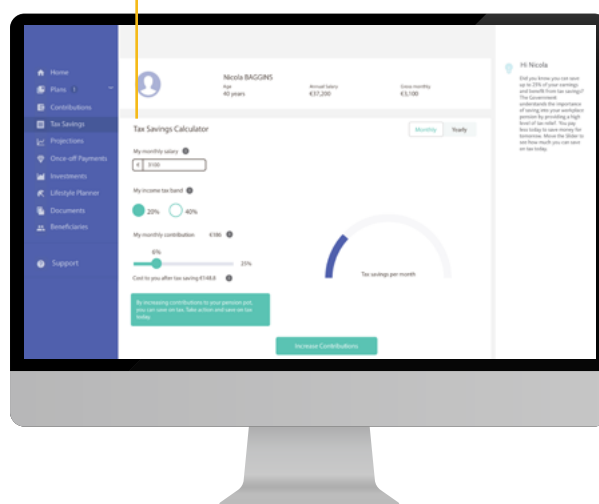 Home
Plans 1
Contributions
Tax Savings
Projections
Once-off Payments
Investments
Lifestyle Planner
Documents
Beneficiaries
Support
Nicola BAGGINS
Age
40 years
Annual Salary
€37,200
Gross monthly
€3,100
Tax Savings Calculator
Monthly Yearly
My monthly salary
€ 3100
My income tax band
20% 40%
My monthly contribution €186
6%
25%
Cost to you after tax saving €148.8
By increasing contributions to your pension pot,
you can save on tax. Take action and save on tax
today.
Tax savings per month
Increase Contributions
Hi Nicola
Did you know you can save
up to 25% of your earnings
and benefit from tax savings?
The Government
understands the importance
of saving into your workplace
pension by providing a high
level of tax relief. You pay
less today to save money for
tomorrow. Move the Slider to
see how much you can save
on tax today.